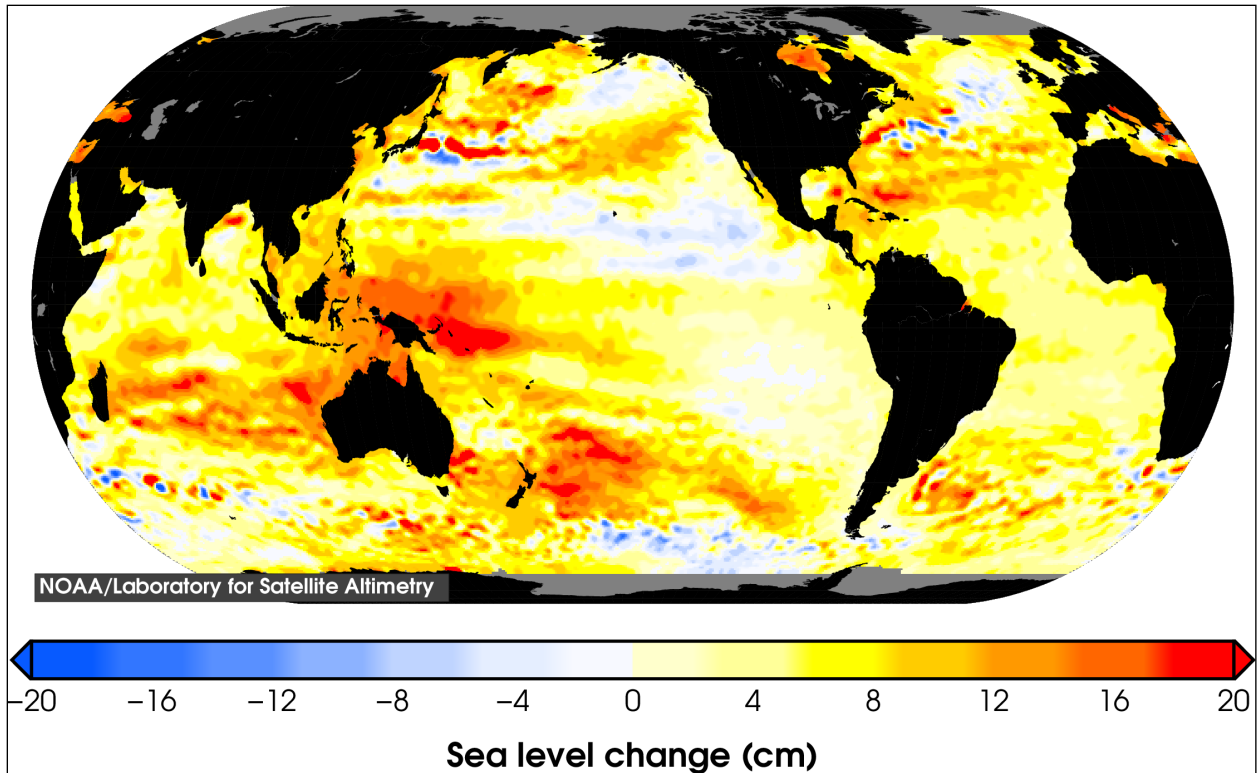 NOAA/Laboratory for Satellite Altimetry
−20 −16 −12 −8 −4 0 4 8 12 16 20
Sea level change (cm)